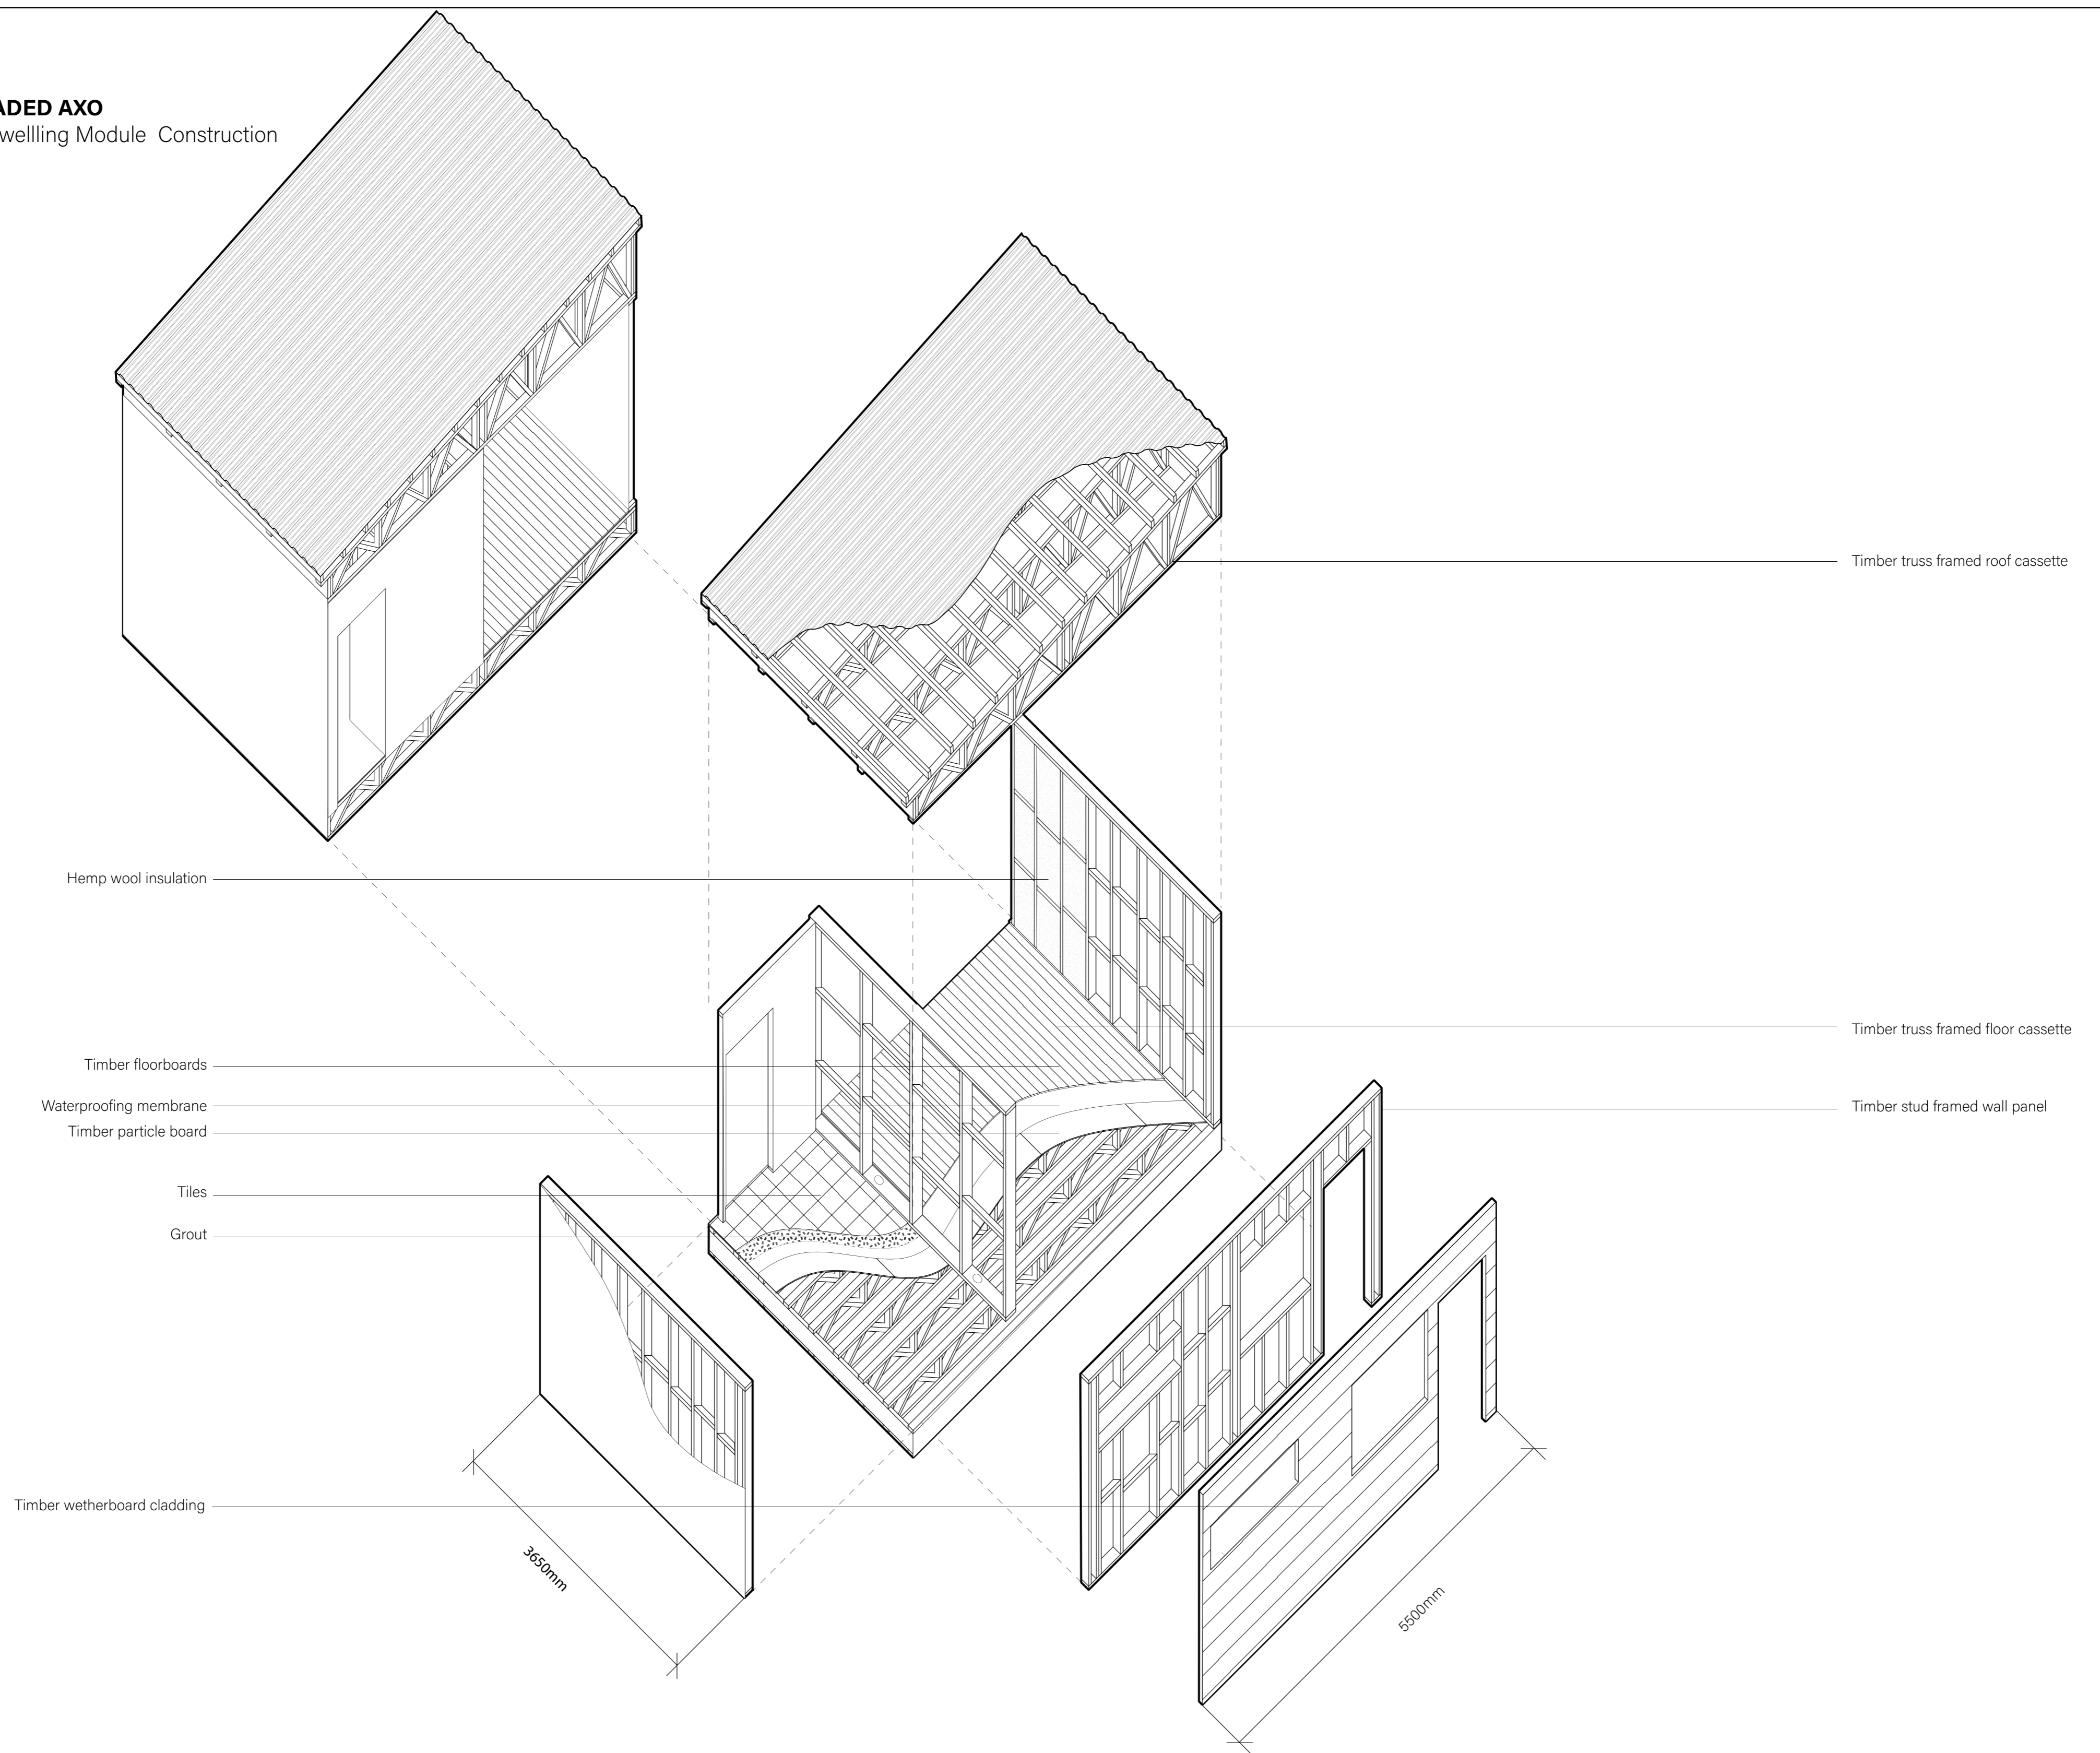 ADED AXO
wellling Module Construction
Timber truss framed roof cassette
Hemp wool insulation
Timber truss framed floor cassette
Timber floorboards
Waterproofing membrane
Timber stud framed wall panel
Timber particle board
Tiles
Grout
Timber wetherboard cladding
3650mm
5500mm